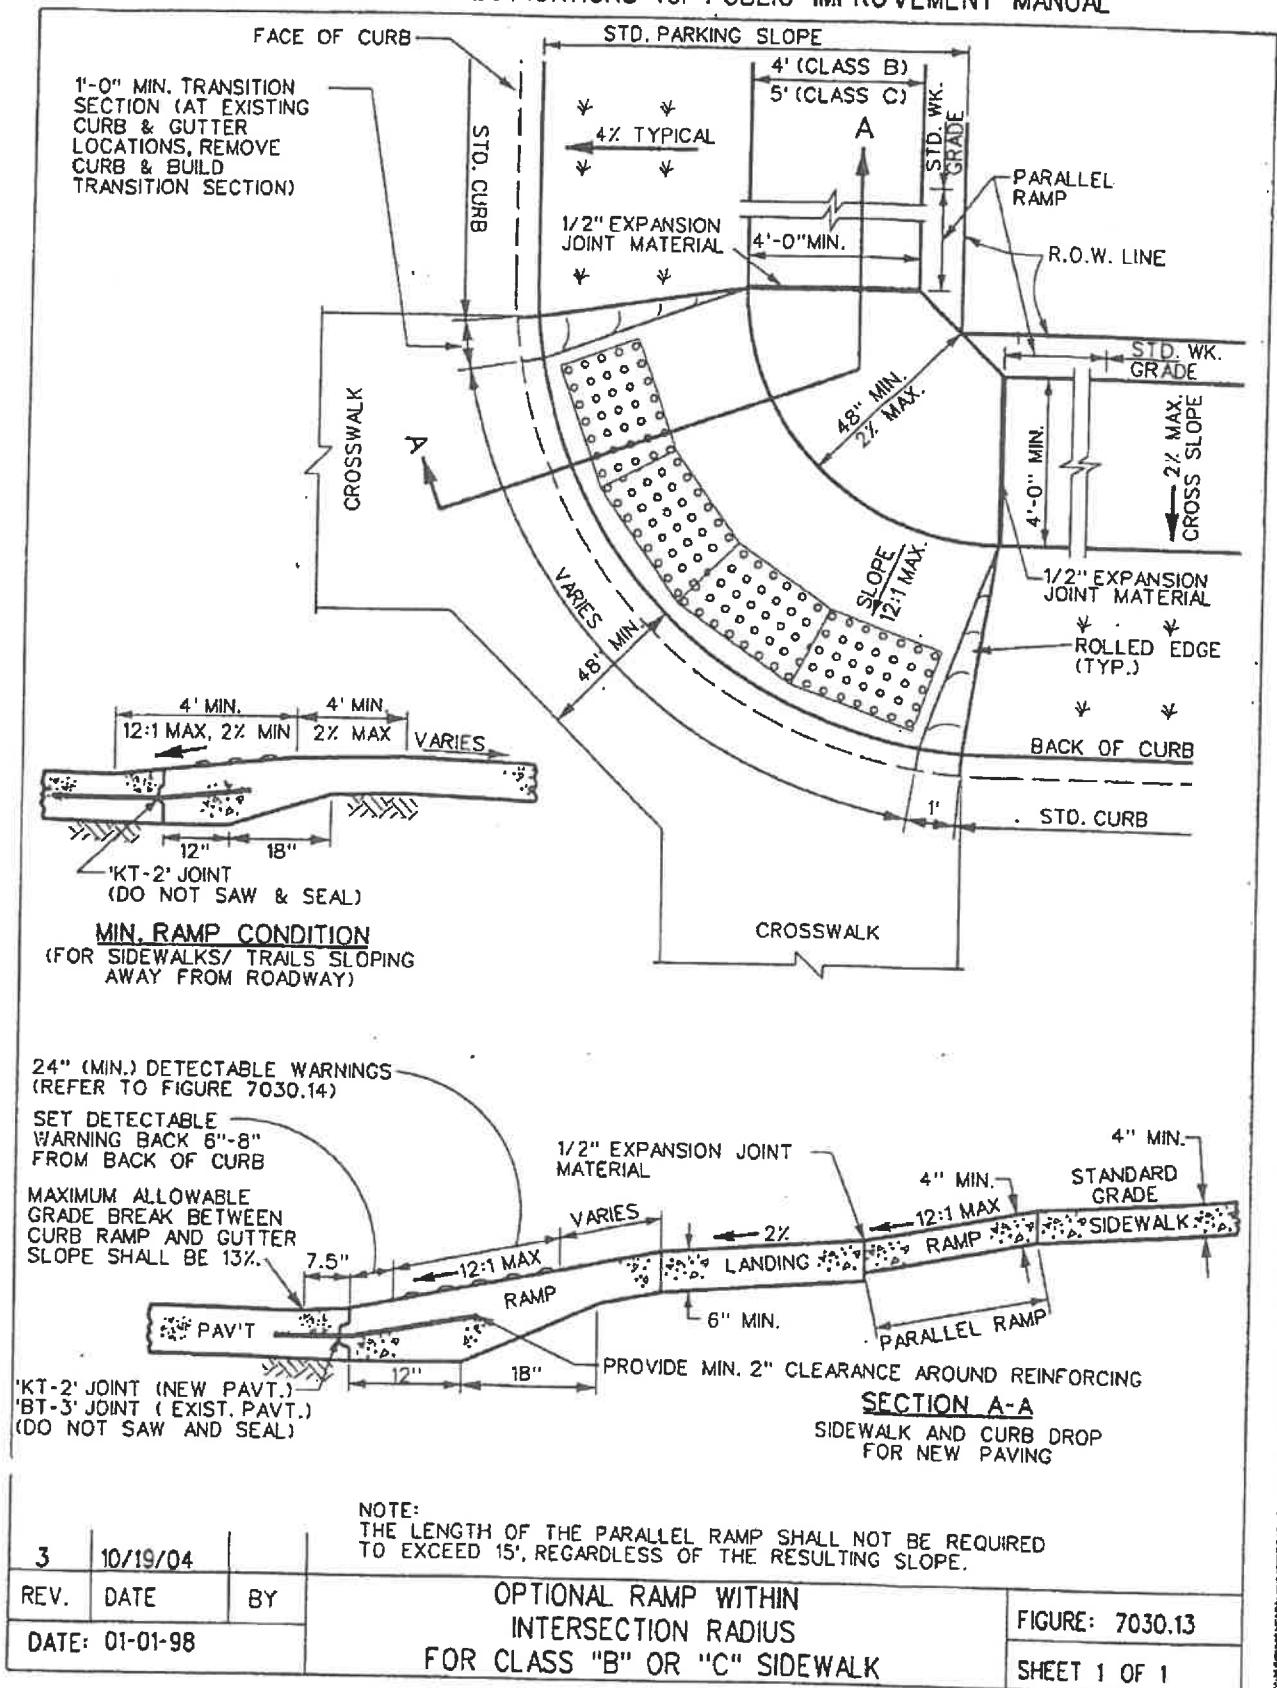 PUBLIC IMPROVEMENT MANUAL
FACE OF CURB
STD. PARKING SLOPE
4' (CLASS B)
5' (CLASS C)
1'-0" MIN. TRANSITION
SECTION (AT EXISTING
CURB & GUTTER
LOCATIONS, REMOVE
CURB & BUILD
TRANSITION SECTION)
STD. CURB
4% TYPICAL
A
STD. WK.
GRADE
PARALLEL
RAMP
1/2" EXPANSION
JOINT MATERIAL
4'-0"MIN.
R.O.W. LINE
STD. WK.
GRADE
CROSSWALK
A
48" MIN.
2% MAX.
4'-0" MIN.
2% MAX.
CROSS SLOPE
VARIES
48" MIN.
SLOPE
12:1 MAX.
1/2" EXPANSION
JOINT MATERIAL
ROLLED EDGE
(TYP.)
BACK OF CURB
1'
STD. CURB
CROSSWALK
4' MIN.
4' MIN.
12:1 MAX, 2% MIN
2% MAX
VARIES
12"
18"
'KT-2' JOINT
(DO NOT SAW & SEAL)
MIN. RAMP CONDITION
(FOR SIDEWALKS/ TRAILS SLOPING
AWAY FROM ROADWAY)
24" (MIN.) DETECTABLE WARNINGS
(REFER TO FIGURE 7030.14)
SET DETECTABLE
WARNING BACK 6"-8"
FROM BACK OF CURB
MAXIMUM ALLOWABLE
GRADE BREAK BETWEEN
CURB RAMP AND GUTTER
SLOPE SHALL BE 13%.
7.5"
12:1 MAX
VARIES
1/2" EXPANSION JOINT
MATERIAL
2%
LANDING
4" MIN.
12:1 MAX
RAMP
4" MIN.
STANDARD
GRADE
SIDEWALK
PAV'T
RAMP
6" MIN.
PARALLEL RAMP
12"
18"
PROVIDE MIN. 2" CLEARANCE AROUND REINFORCING
'KT-2' JOINT (NEW PAVT.)
'BT-3' JOINT ( EXIST. PAVT.)
(DO NOT SAW AND SEAL)
SECTION A-A
SIDEWALK AND CURB DROP
FOR NEW PAVING
NOTE:
THE LENGTH OF THE PARALLEL RAMP SHALL NOT BE REQUIRED
TO EXCEED 15', REGARDLESS OF THE RESULTING SLOPE.
3 10/19/04
REV. DATE BY
DATE: 01-01-98
OPTIONAL RAMP WITHIN
INTERSECTION RADIUS
FOR CLASS "B" OR "C" SIDEWALK
FIGURE: 7030.13
SHEET 1 OF 1